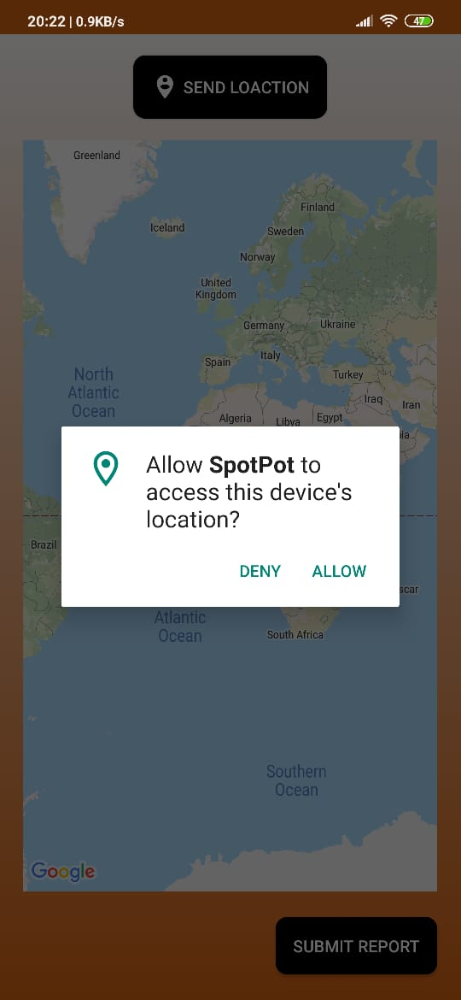 20:22 | 0.9KB/s
47
SEND LOACTION
Greenland
Iceland
Finland
Sweden
Norway
United
Kingdom
Germany
Ukraine
Spain
Italy
Turkey
North
Atlantic
Ocean
Iraq
Iran
Algeria
Libya
Egypt
ia
Allow SpotPot to
access this device's
location?
DENY
ALLOW
Brazil
scar
Atlantic
Ocean
South Africa
Southern
Ocean
Google
SUBMIT REPORT